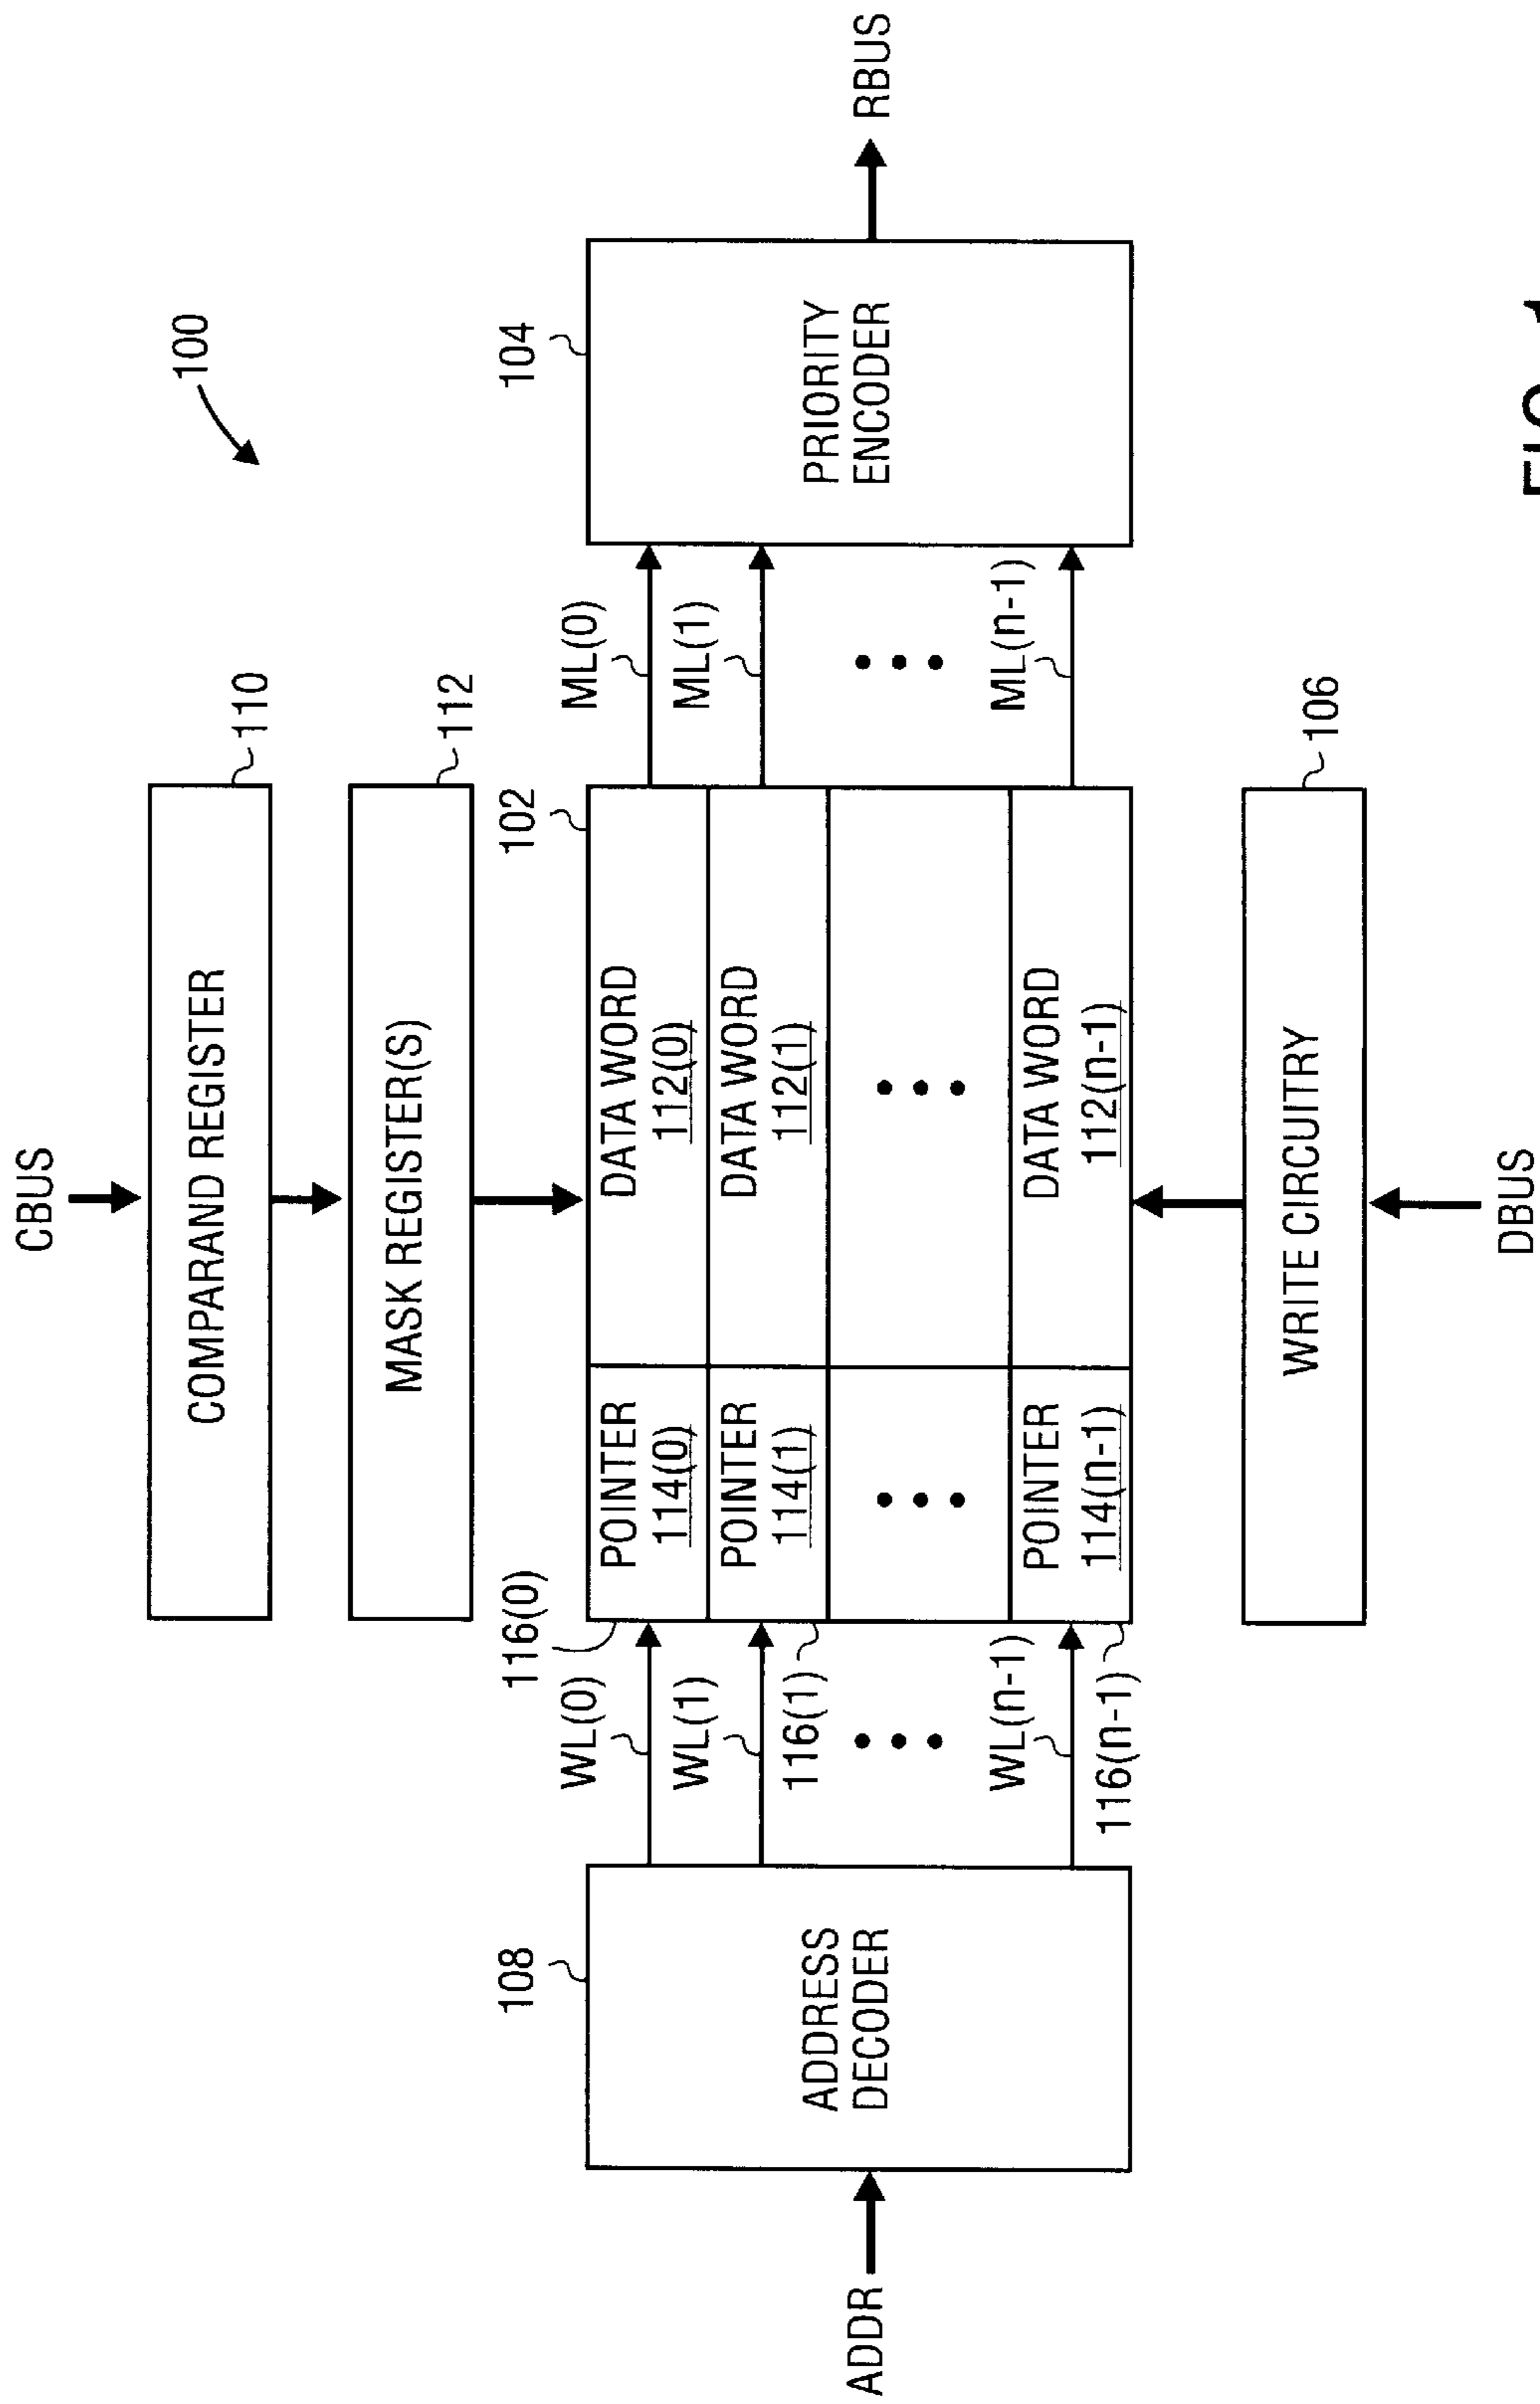 CBUS
COMPARAND REGISTER
110
100
MASK REGISTER(S)
112
108
116(0)
102
104
WL(0)
POINTER
114(0)
DATA WORD
112(0)
ML(0)
WL(1)
POINTER
114(1)
DATA WORD
112(1)
ML(1)
116(1)
ADDR
ADDRESS
DECODER
PRIORITY
ENCODER
RBUS
WL(n-1)
POINTER
114(n-1)
DATA WORD
112(n-1)
ML(n-1)
116(n-1)
WRITE CIRCUITRY
106
DBUS
FIG. 1